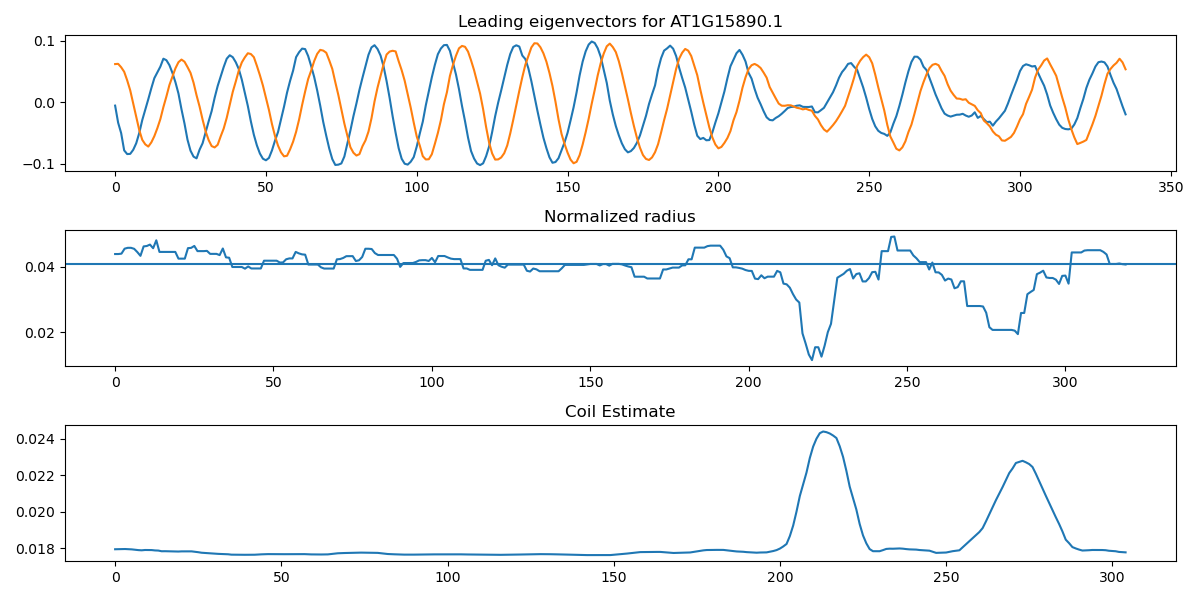 Leading eigenvectors for AT1G15890.1
0.1
0.0
−0.1
0 50 100 150 200 250 300 350
Normalized radius
0.04
0.02
0 50 100 150 200 250 300
Coil Estimate
0.024
0.022
0.020
0.018
0 50 100 150 200 250 300